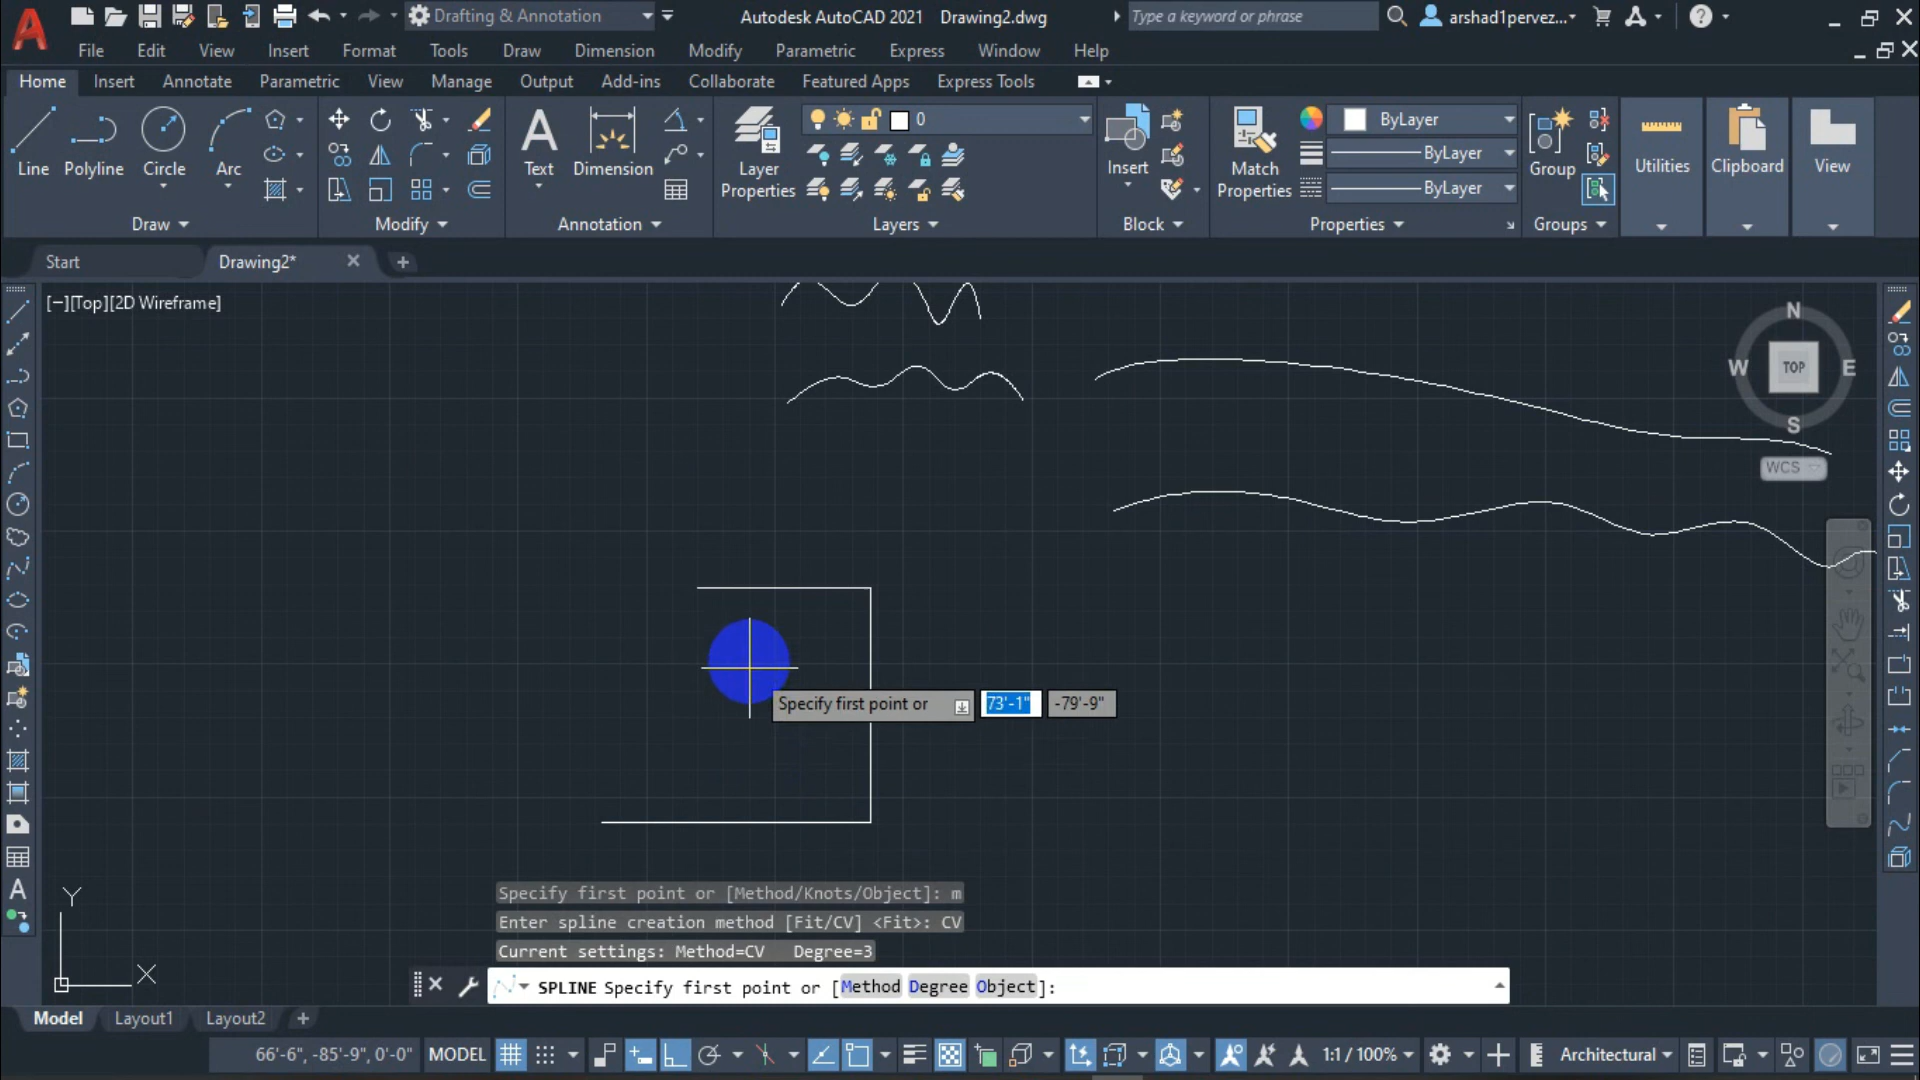 Drafting & Annotation
Autodesk AutoCAD 2021 Drawing2.dwg
Type a keyword or phrase
arshad1pervez...
File Edit View Insert Format Tools Draw Dimension Modify Parametric Express Window Help
Home Insert Annotate Parametric View Manage Output Add-ins Collaborate Featured Apps Express Tools
Line Polyline Circle Arc
Text Dimension
Layer Properties
0
Insert
Match Properties
ByLayer
ByLayer
ByLayer
Group
Utilities
Clipboard
View
Draw Modify Annotation Layers Block Properties Groups
Start Drawing2*
[−][Top][2D Wireframe]
N
W TOP E
S
WCS
Specify first point or 73'-1" -79'-9"
Specify first point or [Method/Knots/Object]: m
Enter spline creation method [Fit/CV] <Fit>: CV
Current settings: Method=CV Degree=3
SPLINE Specify first point or [Method Degree Object]:
Y
X
Model Layout1 Layout2
66'-6", -85'-9", 0'-0" MODEL
1:1 / 100%
Architectural